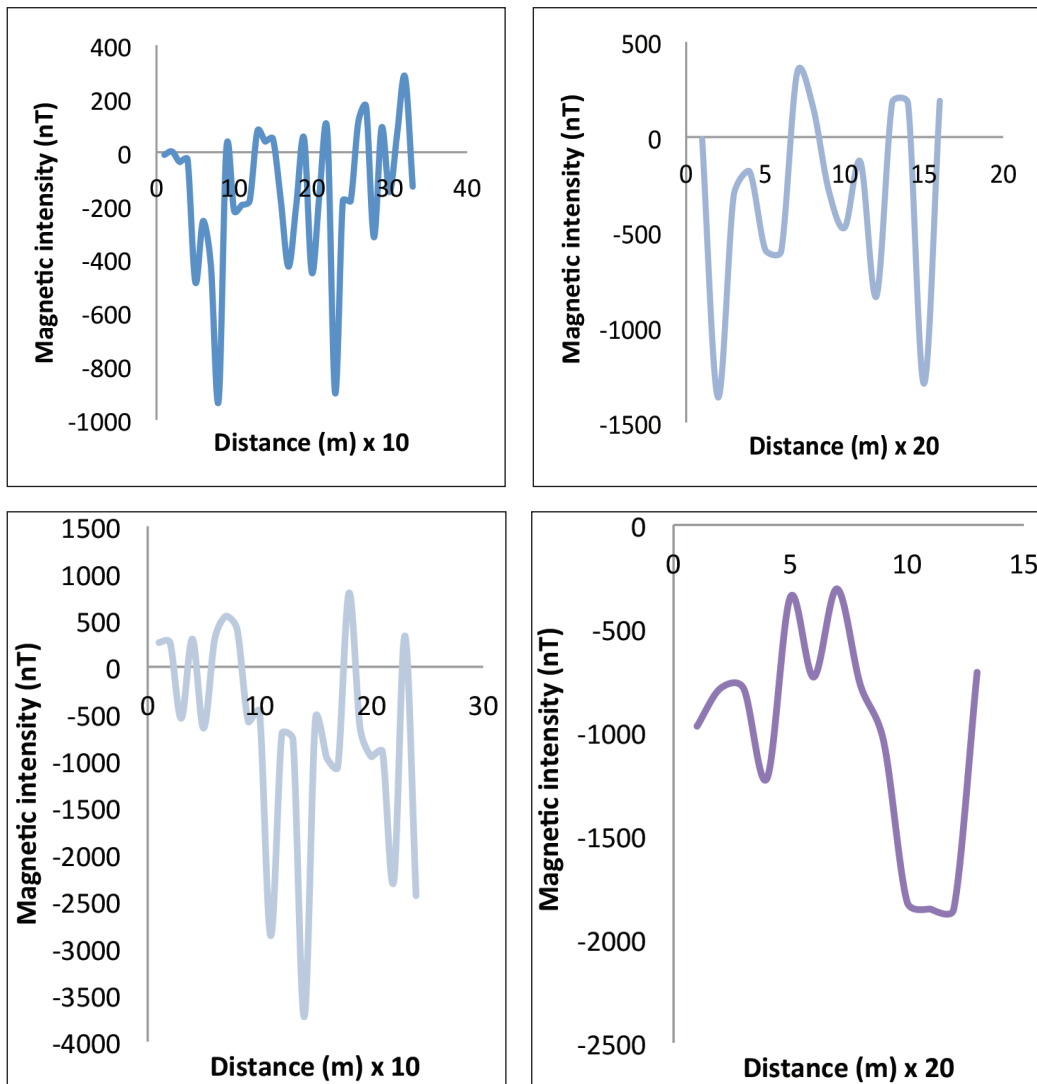 400
200
0
-200
-400
-600
-800
-1000
0 10 20 30 40
Magnetic intensity (nT)
Distance (m) x 10
500
0
-500
-1000
-1500
0 5 10 15 20
Magnetic intensity (nT)
Distance (m) x 20
1500
1000
500
0
-500
-1000
-1500
-2000
-2500
-3000
-3500
-4000
0 10 20 30
Magnetic intensity (nT)
Distance (m) x 10
0
-500
-1000
-1500
-2000
-2500
0 5 10 15
Magnetic intensity (nT)
Distance (m) x 20